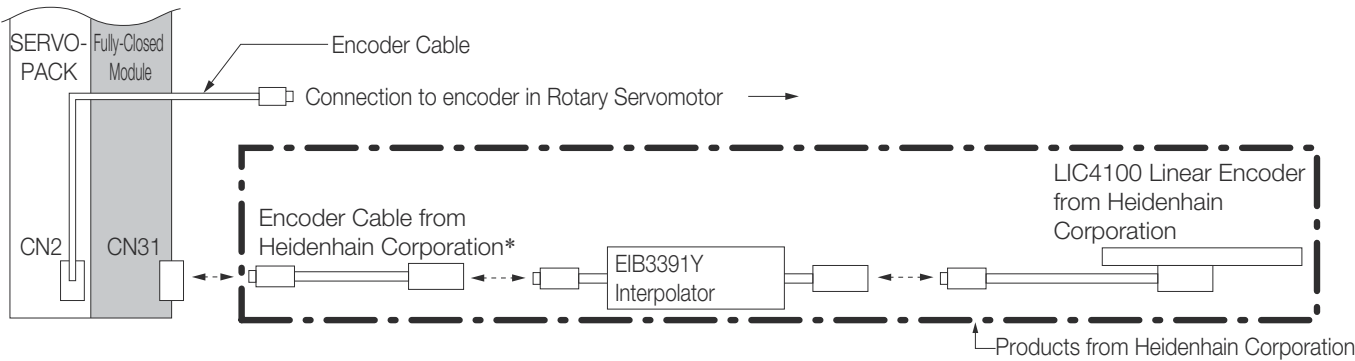 SERVO-
PACK
Fully-Closed
Module
Encoder Cable
Connection to encoder in Rotary Servomotor
LIC4100 Linear Encoder
from Heidenhain
Corporation
Encoder Cable from
Heidenhain Corporation*
CN2
CN31
EIB3391Y
Interpolator
Products from Heidenhain Corporation